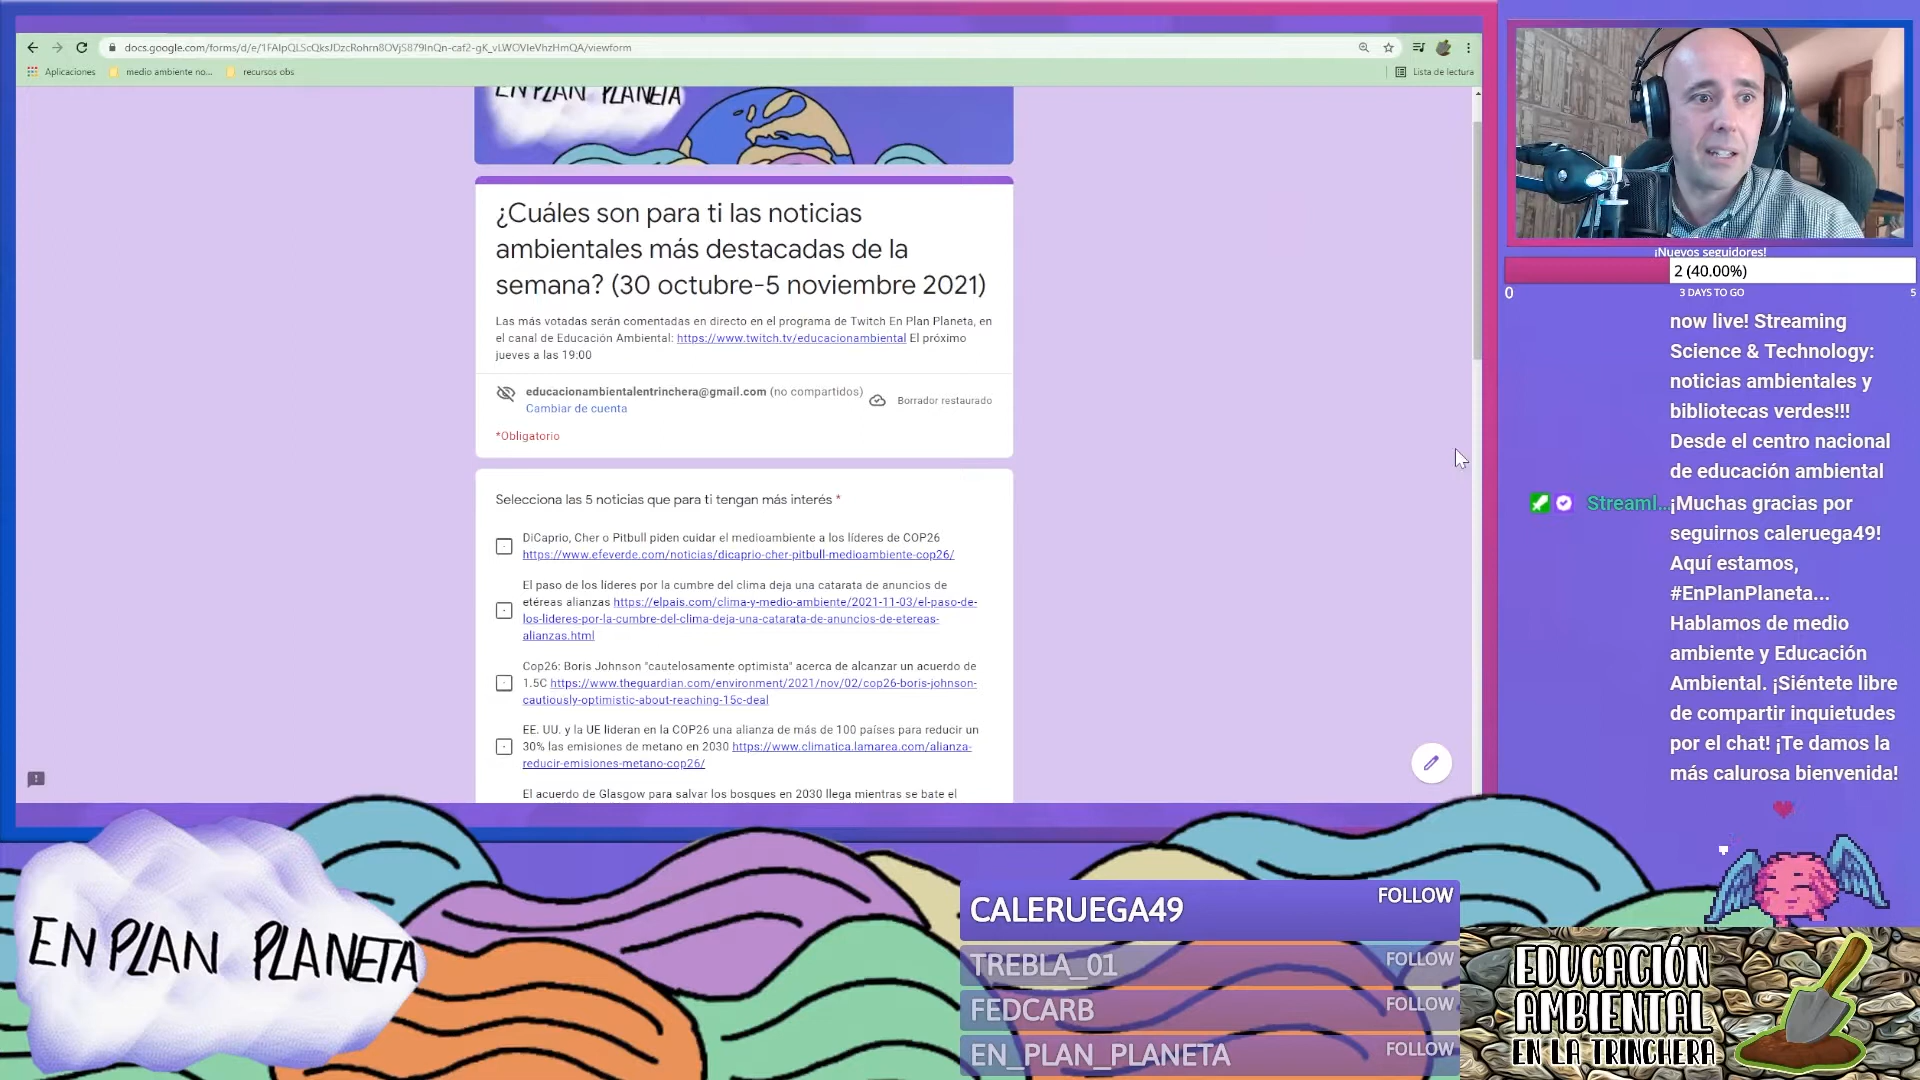 docs.google.com/forms/d/e/1FAIpQLScQksJDzcRohrn8OVjS879InQn-caf2-gK_vLWOVIeVhzHmQA/viewform
Aplicaciones
medio ambiente no...
recursos obs
Lista de lectura
EN PLAN PLANETA
¿Cuáles son para ti las noticias
ambientales más destacadas de la
semana? (30 octubre-5 noviembre 2021)
Las más votadas serán comentadas en directo en el programa de Twitch En Plan Planeta, en
el canal de Educación Ambiental: https://www.twitch.tv/educacionambiental El próximo
jueves a las 19:00
educacionambientalentrinchera@gmail.com (no compartidos)
Cambiar de cuenta
Borrador restaurado
*Obligatorio
Selecciona las 5 noticias que para ti tengan más interés *
DiCaprio, Cher o Pitbull piden cuidar el medioambiente a los líderes de COP26
https://www.efeverde.com/noticias/dicaprio-cher-pitbull-medioambiente-cop26/
El paso de los líderes por la cumbre del clima deja una catarata de anuncios de
etéreas alianzas https://elpais.com/clima-y-medio-ambiente/2021-11-03/el-paso-de-
los-lideres-por-la-cumbre-del-clima-deja-una-catarata-de-anuncios-de-etereas-
alianzas.html
Cop26: Boris Johnson "cautelosamente optimista" acerca de alcanzar un acuerdo de
1.5C https://www.theguardian.com/environment/2021/nov/02/cop26-boris-johnson-
cautiously-optimistic-about-reaching-15c-deal
EE. UU. y la UE lideran en la COP26 una alianza de más de 100 países para reducir un
30% las emisiones de metano en 2030 https://www.climatica.lamarea.com/alianza-
reducir-emisiones-metano-cop26/
El acuerdo de Glasgow para salvar los bosques en 2030 llega mientras se bate el
¡Nuevos seguidores!
2 (40.00%)
0
3 DAYS TO GO
5
now live! Streaming
Science & Technology:
noticias ambientales y
bibliotecas verdes!!!
Desde el centro nacional
de educación ambiental
Streaml... ¡Muchas gracias por
seguirnos caleruega49!
Aquí estamos,
#EnPlanPlaneta...
Hablamos de medio
ambiente y Educación
Ambiental. ¡Siéntete libre
de compartir inquietudes
por el chat! ¡Te damos la
más calurosa bienvenida!
EN PLAN PLANETA
CALERUEGA49 FOLLOW
TREBLA_01 FOLLOW
FEDCARB FOLLOW
EN_PLAN_PLANETA FOLLOW
EDUCACIÓN
AMBIENTAL
EN LA TRINCHERA